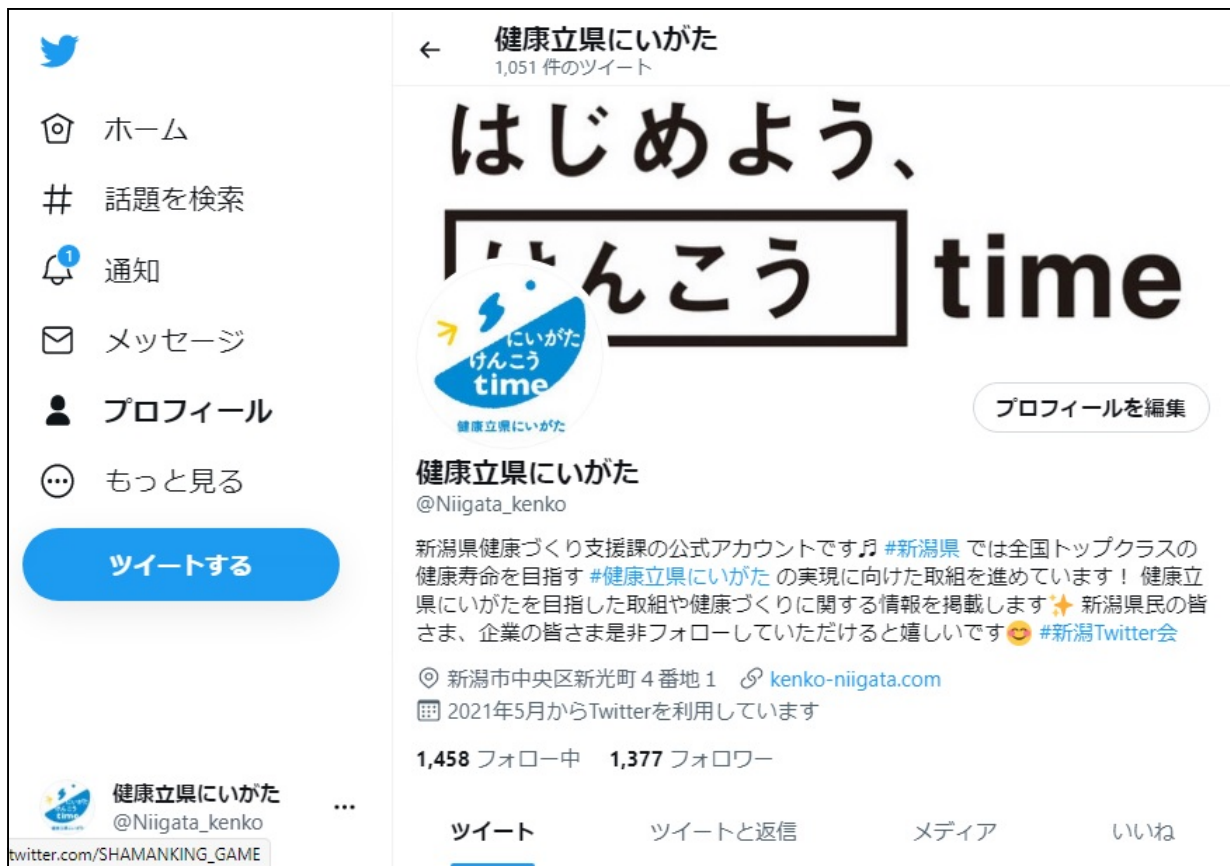 健康立県にいがた
1,051 件のツイート
ホーム
話題を検索
1
通知
メッセージ
プロフィール
もっと見る
ツイートする
はじめよう、
けんこう time
にいがた
けんこう
time
健康立県にいがた
プロフィールを編集
健康立県にいがた
@Niigata_kenko
新潟県健康づくり支援課の公式アカウントです♬ #新潟県 では全国トップクラスの
健康寿命を目指す #健康立県にいがた の実現に向けた取組を進めています！ 健康立
県にいがたを目指した取組や健康づくりに関する情報を掲載します✨ 新潟県民の皆
さま、企業の皆さま是非フォローしていただけると嬉しいです😊 #新潟Twitter会
新潟市中央区新光町４番地１ kenko-niigata.com
2021年5月からTwitterを利用しています
1,458 フォロー中 1,377 フォロワー
ツイート ツイートと返信 メディア いいね
健康立県にいがた
@Niigata_kenko
twitter.com/SHAMANKING_GAME